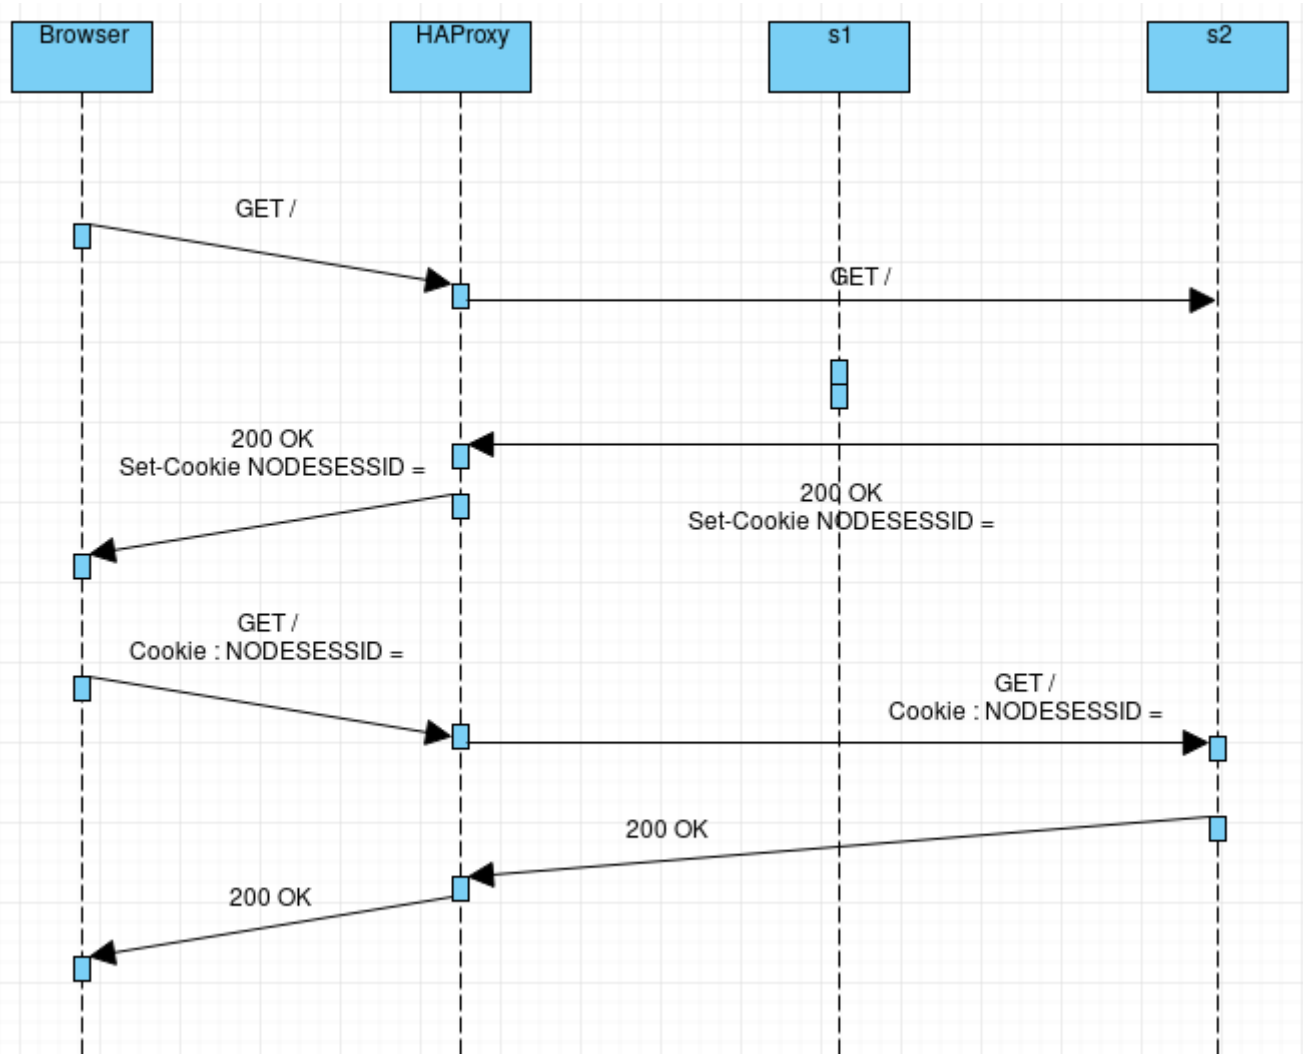 Browser
HAProxy
s1
s2
GET /
GET /
200 OK
Set-Cookie NODESESSID =
200 OK
Set-Cookie NODESESSID =
GET /
Cookie : NODESESSID =
GET /
Cookie : NODESESSID =
200 OK
200 OK